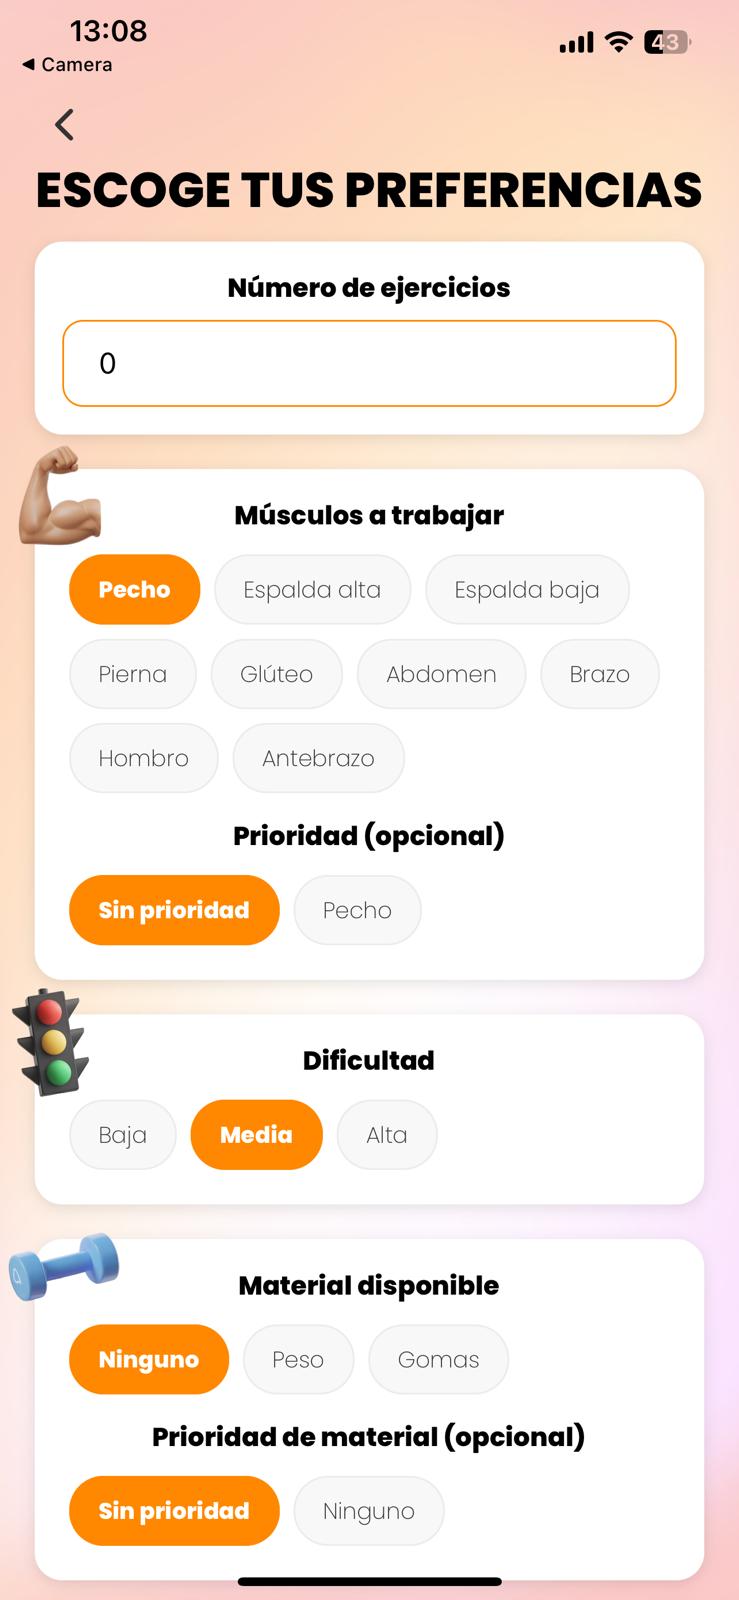 13:08
43
◀ Camera
ESCOGE TUS PREFERENCIAS
Número de ejercicios
0
Músculos a trabajar
Pecho Espalda alta Espalda baja
Pierna Glúteo Abdomen Brazo
Hombro Antebrazo
Prioridad (opcional)
Sin prioridad Pecho
Dificultad
Baja Media Alta
Material disponible
Ninguno Peso Gomas
Prioridad de material (opcional)
Sin prioridad Ninguno